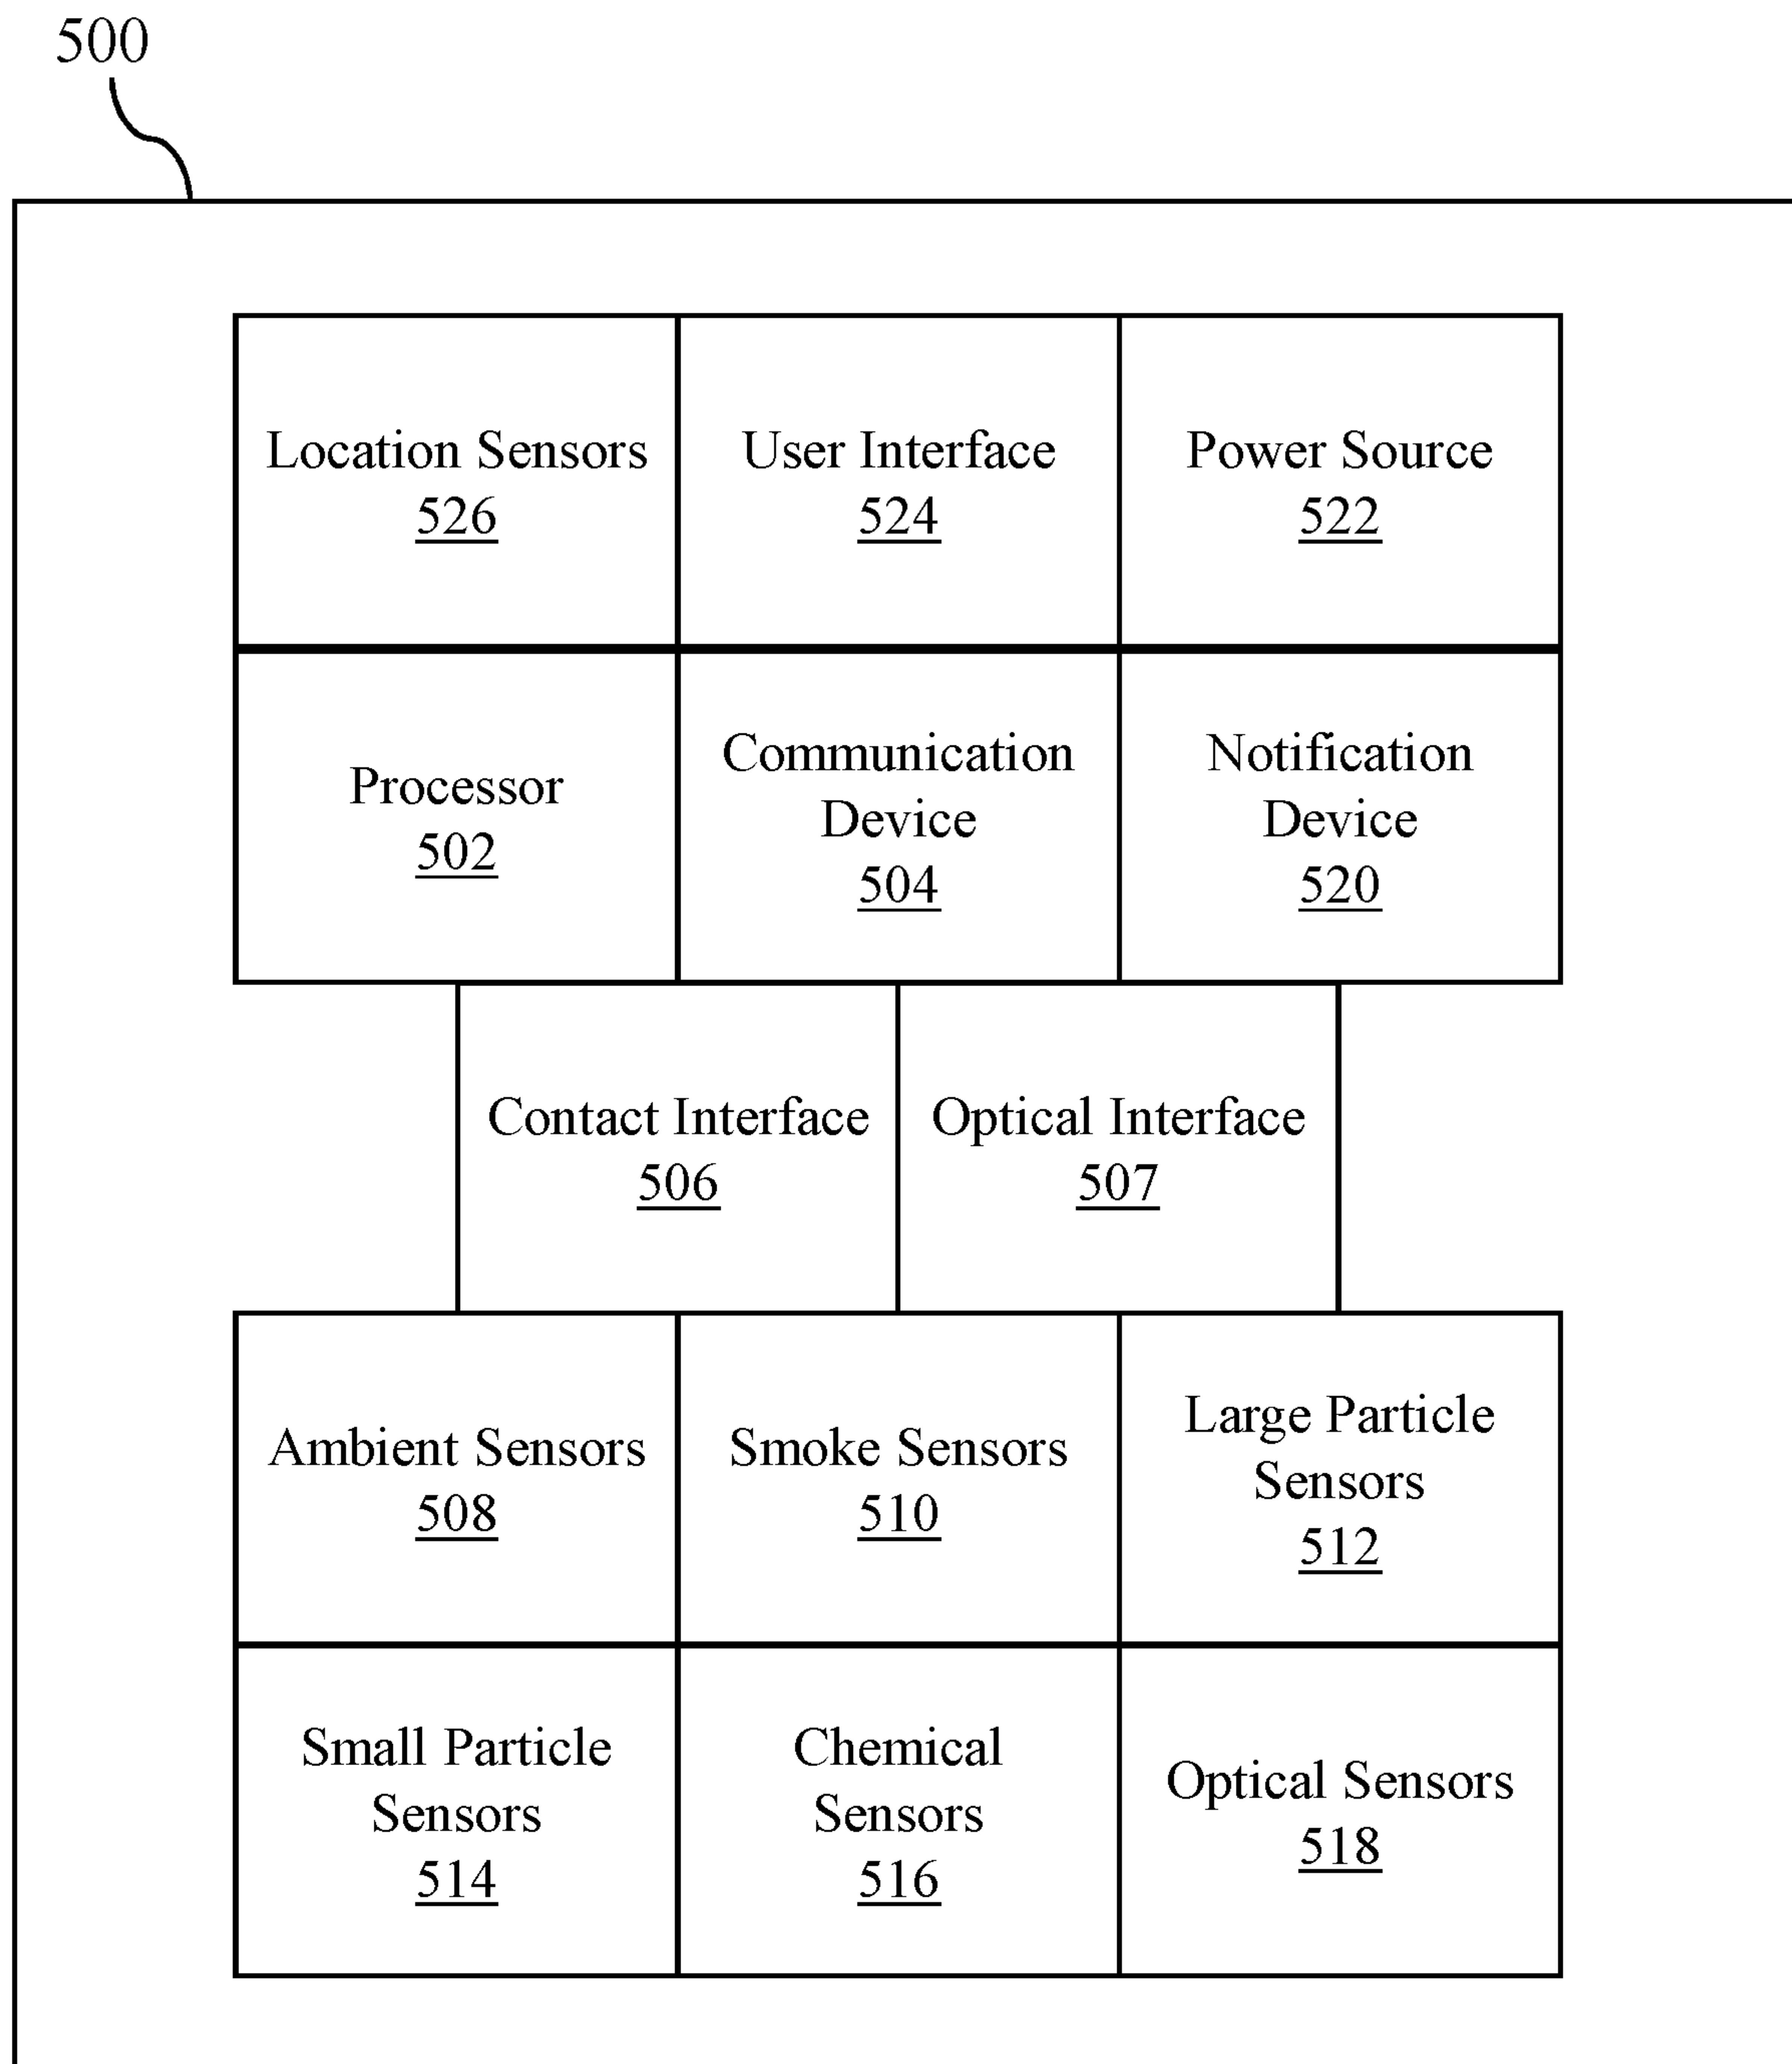 500
Location Sensors
526
User Interface
524
Power Source
522
Processor
502
Communication
Device
504
Notification
Device
520
Contact Interface
506
Optical Interface
507
Ambient Sensors
508
Smoke Sensors
510
Large Particle
Sensors
512
Small Particle
Sensors
514
Chemical
Sensors
516
Optical Sensors
518